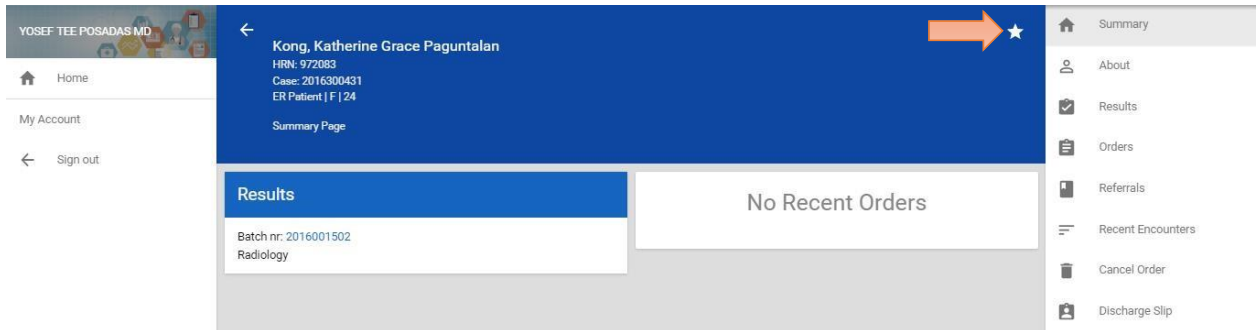 YOSEF TEE POSADAS MD
Home
My Account
Sign out
Kong, Katherine Grace Paguntalan
HRN: 972083
Case: 2016300431
ER Patient | F | 24
Summary Page
Results
Batch nr: 2016001502
Radiology
No Recent Orders
Summary
About
Results
Orders
Referrals
Recent Encounters
Cancel Order
Discharge Slip